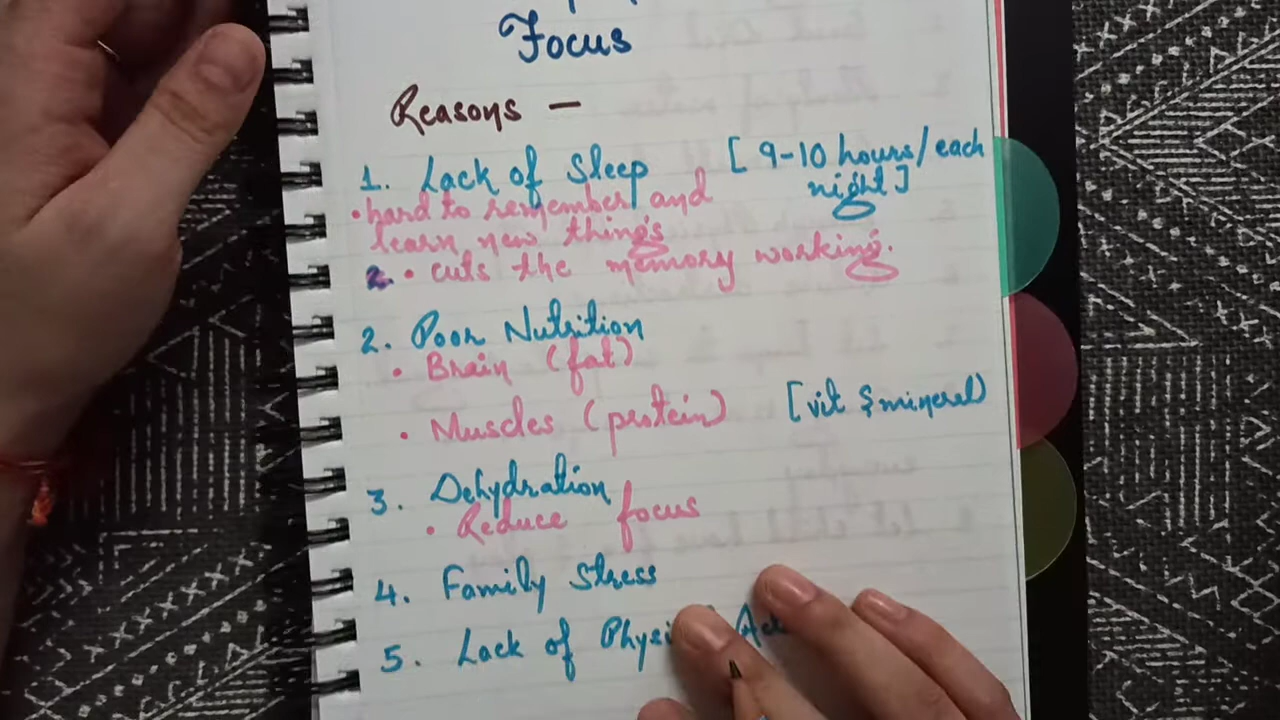 Focus
Reasons —
1. Lack of Sleep [9-10 hours/each night]
• hard to remember and
learn new things
• cuts the memory working.
2. Poor Nutrition
• Brain (fat)
• Muscles (protein) [vit & mineral)
3. Dehydration
• Reduce focus
4. Family Stress
5. Lack of